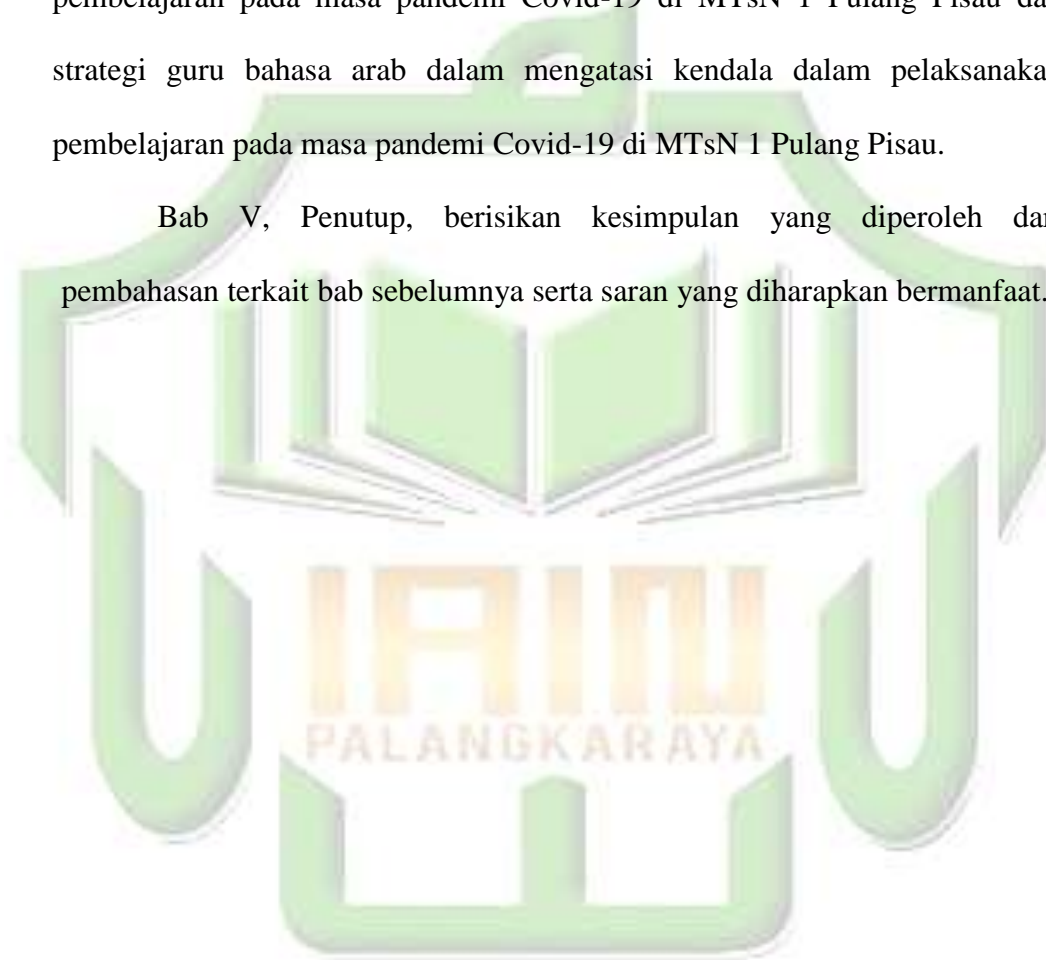 pembelajaran pada masa pandemi Covid-19 di MTsN 1 Pulang Pisau da
strategi guru bahasa arab dalam mengatasi kendala dalam pelaksanaka
pembelajaran pada masa pandemi Covid-19 di MTsN 1 Pulang Pisau.
Bab V, Penutup, berisikan kesimpulan yang diperoleh dar
pembahasan terkait bab sebelumnya serta saran yang diharapkan bermanfaat.
IAIN
PALANGKARAYA